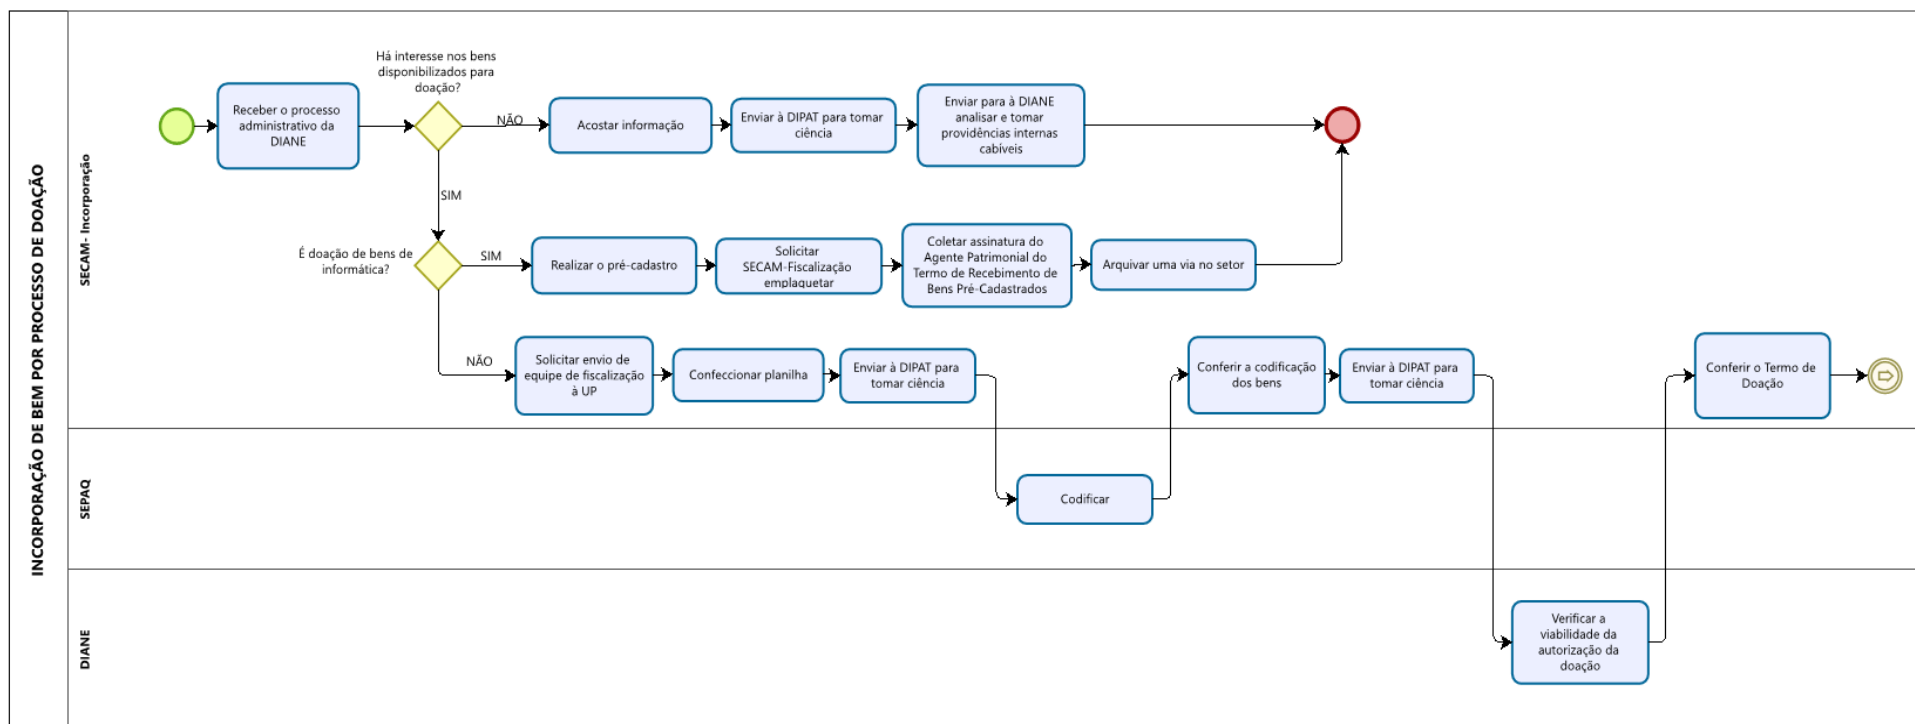 INCORPORAÇÃO DE BEM POR PROCESSO DE DOAÇÃO
SECAM- Incorporação
Receber o processo
administrativo da
DIANE
Há interesse nos bens
disponibilizados para
doação?
NÃO
Acostar informação
Enviar à DIPAT para tomar
ciência
Enviar para à DIANE
analisar e tomar
providências internas
cabíveis
SIM
É doação de bens de
informática?
SIM
Realizar o pré-cadastro
Solicitar
SECAM-Fiscalização
emplaquetar
Coletar assinatura do
Agente Patrimonial do
Termo de Recebimento de
Bens Pré-Cadastrados
Arquivar uma via no setor
NÃO
Solicitar envio de
equipe de fiscalização
à UP
Confeccionar planilha
Enviar à DIPAT para
tomar ciência
Conferir a codificação
dos bens
Enviar à DIPAT para
tomar ciência
Conferir o Termo de
Doação
SEPAQ
Codificar
DIANE
Verificar a
viabilidade da
autorização da
doação